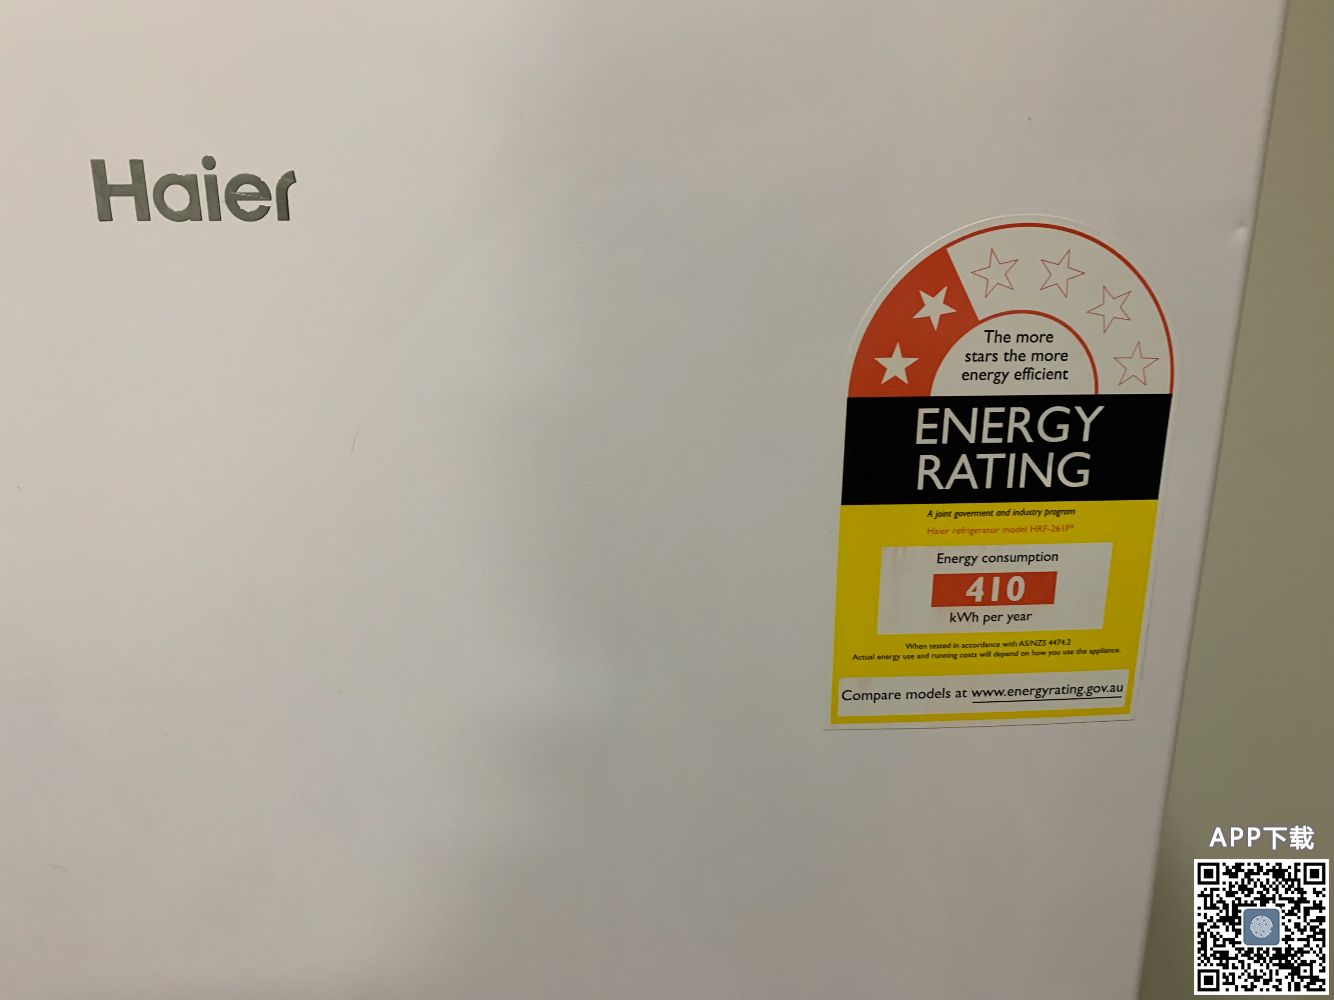 Haier
The more
stars the more
energy efficient
ENERGY
RATING
A joint goverment and industry program
Haier refrigerator model HRF-261F*
Energy consumption
410
kWh per year
When tested in accordance with AS/NZS 4474.2
Actual energy use and running costs will depend on how you use the appliance.
Compare models at www.energyrating.gov.au
APP下载